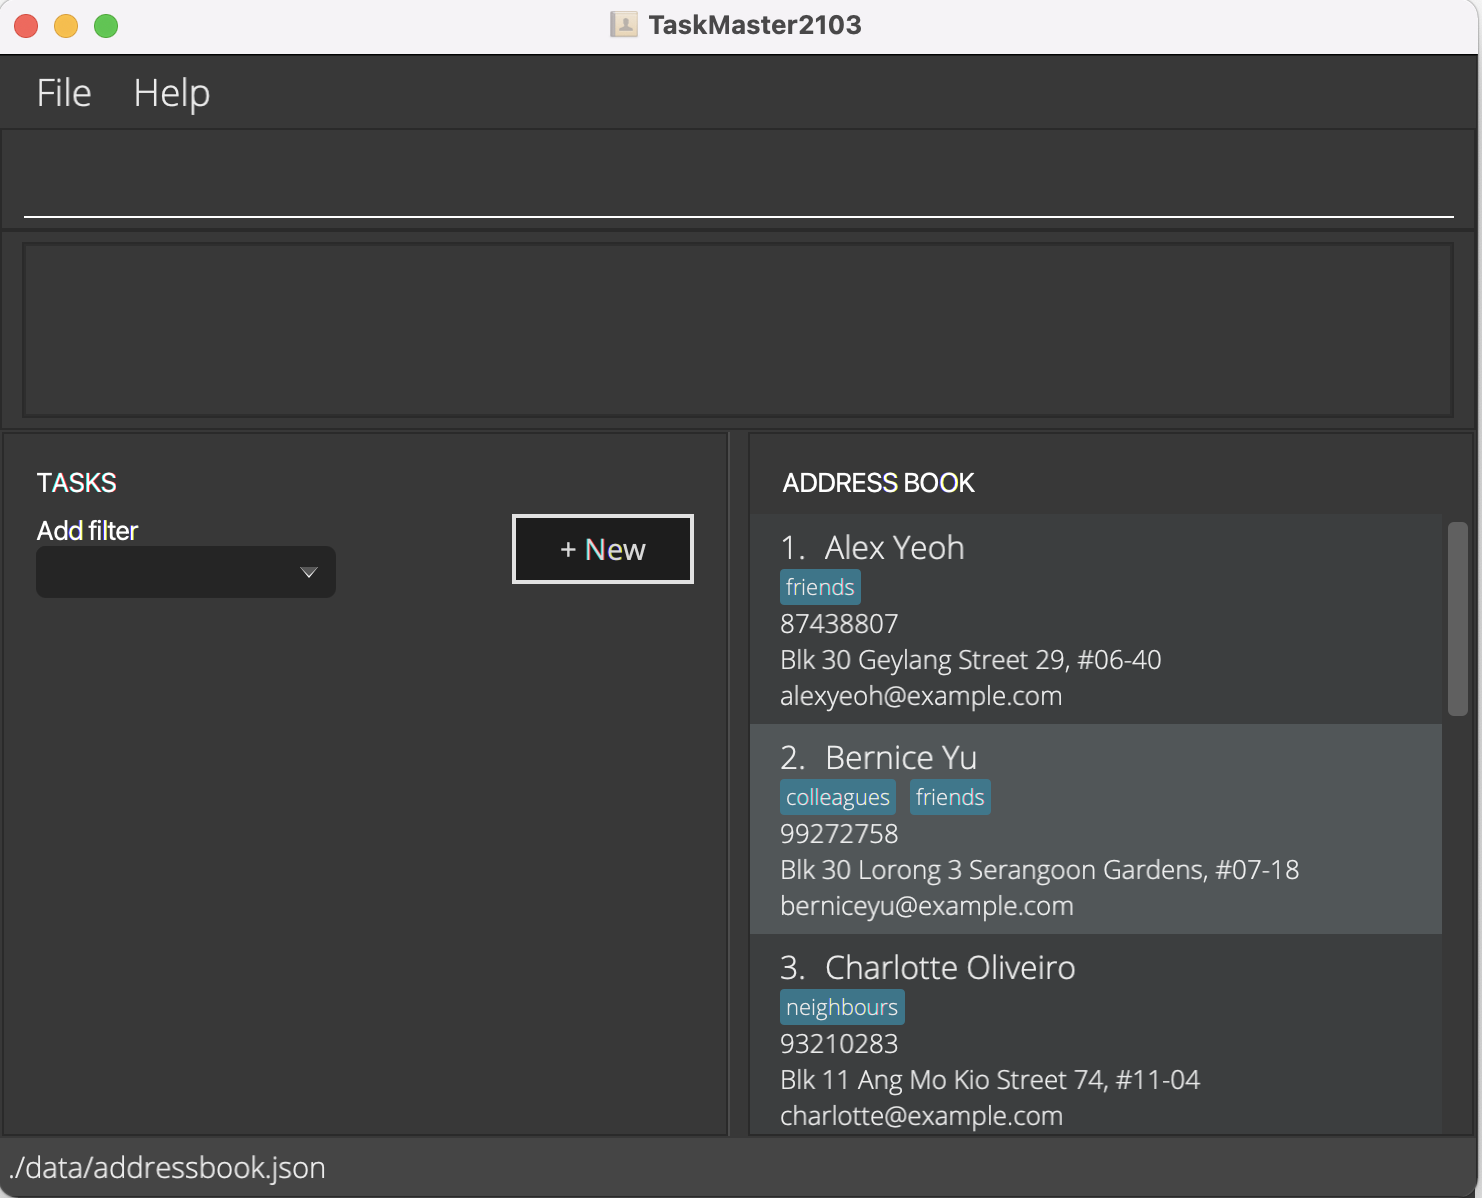 TaskMaster2103
File Help
TASKS
Add filter
+ New
ADDRESS BOOK
1. Alex Yeoh
friends
87438807
Blk 30 Geylang Street 29, #06-40
alexyeoh@example.com
2. Bernice Yu
colleagues friends
99272758
Blk 30 Lorong 3 Serangoon Gardens, #07-18
berniceyu@example.com
3. Charlotte Oliveiro
neighbours
93210283
Blk 11 Ang Mo Kio Street 74, #11-04
charlotte@example.com
./data/addressbook.json